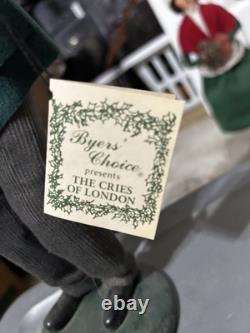 Byers'
Choice®
presents
THE CRIES
OF LONDON